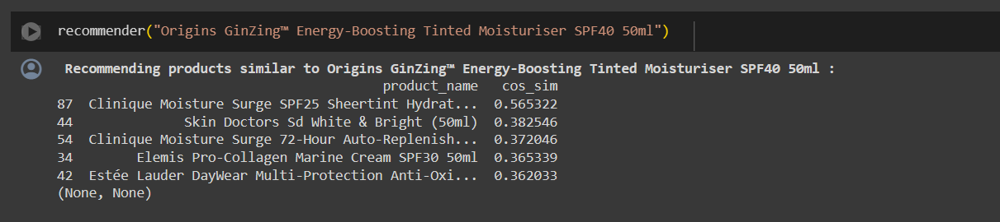 recommender("Origins GinZing™ Energy-Boosting Tinted Moisturiser SPF40 50ml")
Recommending products similar to Origins GinZing™ Energy-Boosting Tinted Moisturiser SPF40 50ml :
product_name cos_sim
87 Clinique Moisture Surge SPF25 Sheertint Hydrat... 0.565322
44 Skin Doctors Sd White & Bright (50ml) 0.382546
54 Clinique Moisture Surge 72-Hour Auto-Replenish... 0.372046
34 Elemis Pro-Collagen Marine Cream SPF30 50ml 0.365339
42 Estée Lauder DayWear Multi-Protection Anti-Oxi... 0.362033
(None, None)